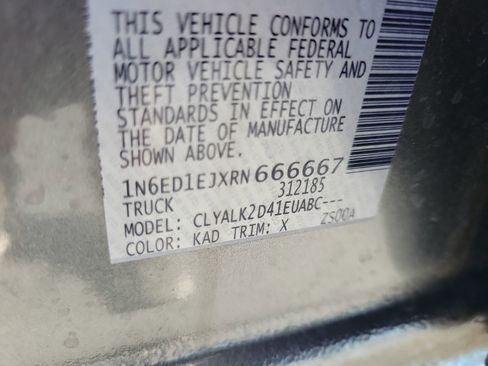 THIS VEHICLE CONFORMS TO
ALL APPLICABLE FEDERAL
MOTOR VEHICLE SAFETY AND
THEFT PREVENTION
STANDARDS IN EFFECT ON
THE DATE OF MANUFACTURE
SHOWN ABOVE.
1N6ED1EJXRN666667
TRUCK 312185
MODEL: CLYALK2D41EUABC---
COLOR: KAD TRIM: X ZS00A